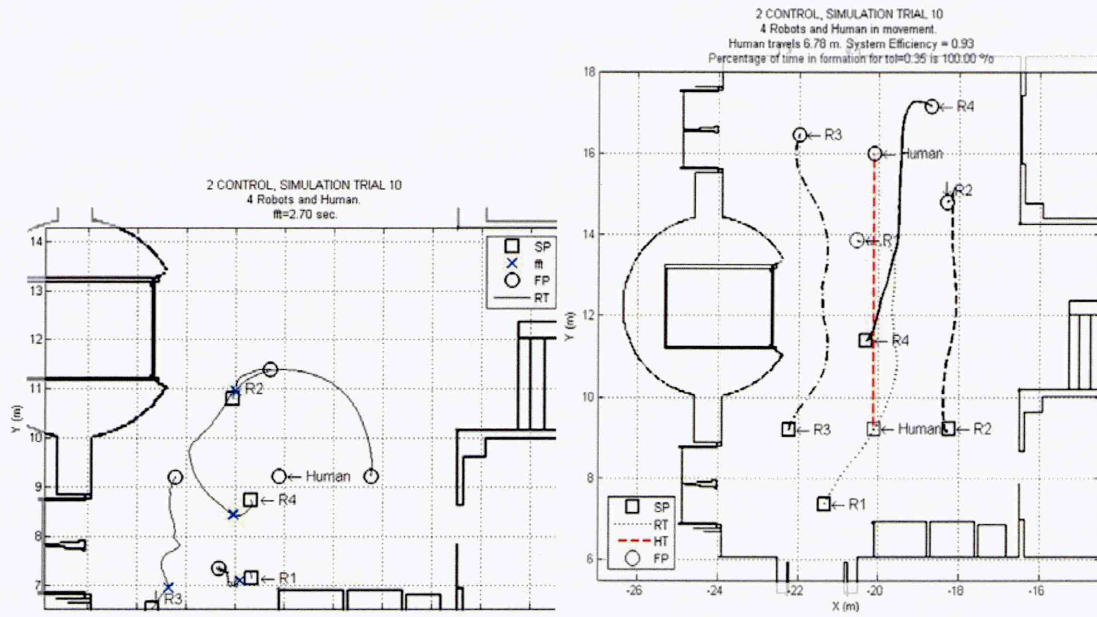 2 CONTROL, SIMULATION TRIAL 10
4 Robots and Human.
fft=2.70 sec.
14
13
12
11
10
9
8
7
Y (m)
SP
fft
FP
RT
R2
Human
R4
R1
R3
2 CONTROL, SIMULATION TRIAL 10
4 Robots and Human in movement.
Human travels 6.78 m. System Efficiency = 0.93
Percentage of time in formation for tol=0.35 is 100.00 %
18
16
14
12
10
8
6
Y (m)
R4
R3
Human
R2
R
R4
R3
Human
R2
R1
SP
RT
HT
FP
-26
-24
-22
-20
-18
-16
X (m)